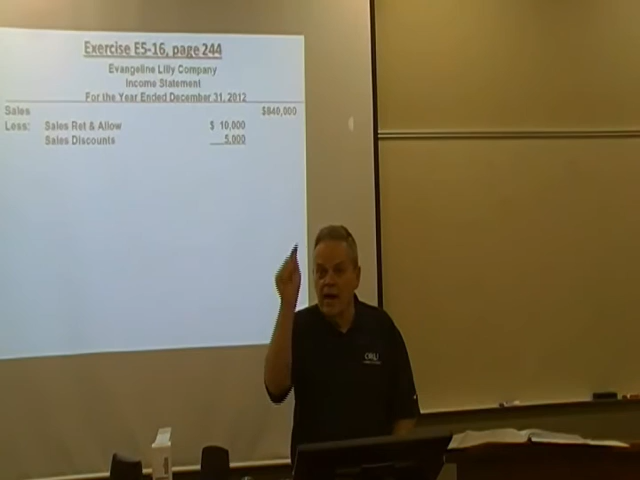 Exercise E5-16, page 244
Evangeline Lilly Company
Income Statement
For the Year Ended December 31, 2012
Sales $840,000
Less: Sales Ret & Allow $ 10,000
Sales Discounts 5,000
ORU